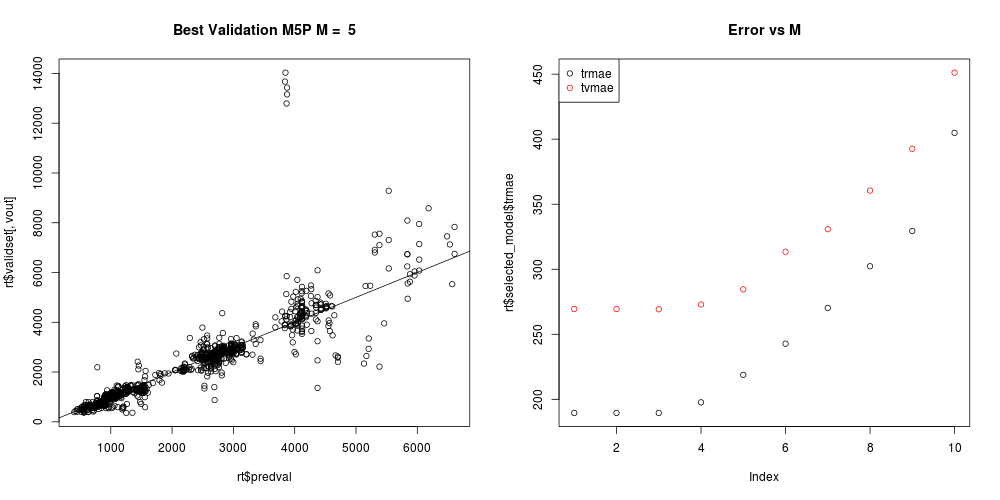 Best Validation M5P M =  5
rt$validset[, vout]
14000
12000
10000
8000
6000
4000
2000
0
1000 2000 3000 4000 5000 6000
rt$predval
Error vs M
trmae
tvmae
rt$selected_model$trmae
450
400
350
300
250
200
2 4 6 8 10
Index